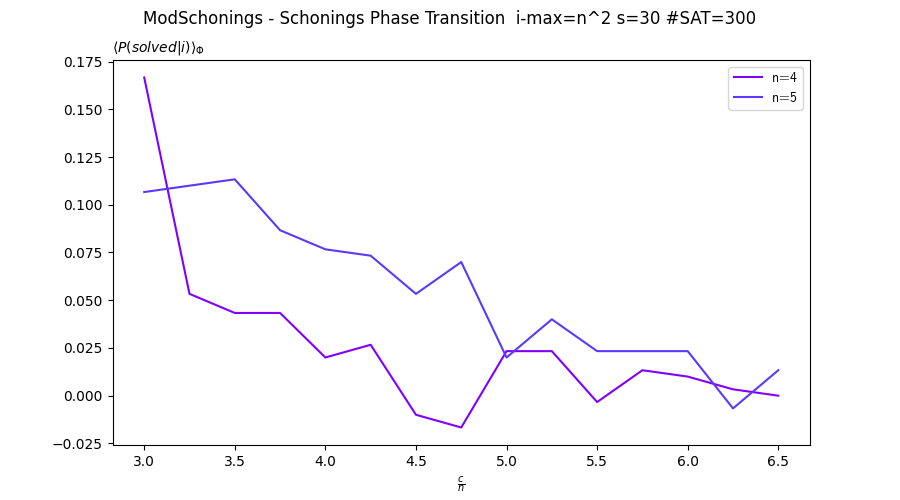 ModSchonings - Schonings Phase Transition  i-max=n^2 s=30 #SAT=300
⟨P(solved|i)⟩Φ
0.175
0.150
0.125
0.100
0.075
0.050
0.025
0.000
−0.025
n=4
n=5
3.0 3.5 4.0 4.5 5.0 5.5 6.0 6.5
c
n